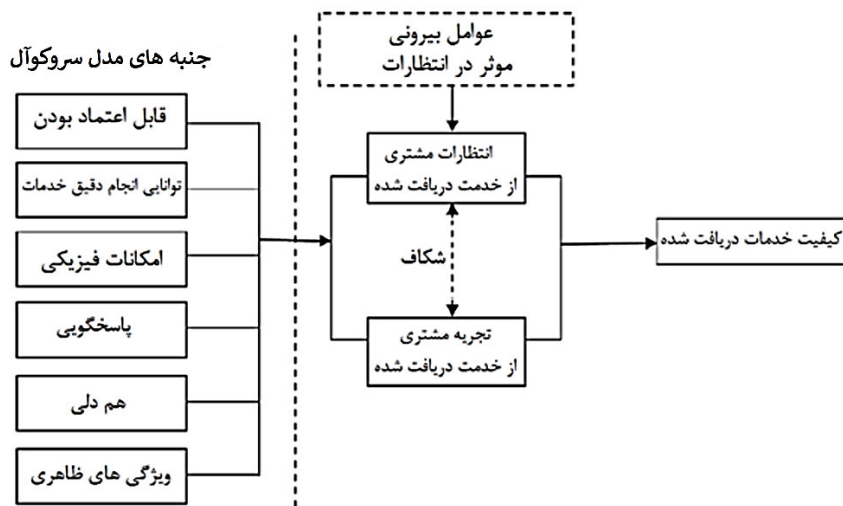 جنبه های مدل سروکوآل
قابل اعتماد بودن
توانایی انجام دقیق خدمات
امکانات فیزیکی
پاسخگویی
هم دلی
ویژگی های ظاهری
عوامل بیرونی
موثر در انتظارات
انتظارات مشتری
از خدمت دریافت شده
شکاف
تجربه مشتری
از خدمت دریافت شده
کیفیت خدمات دریافت شده